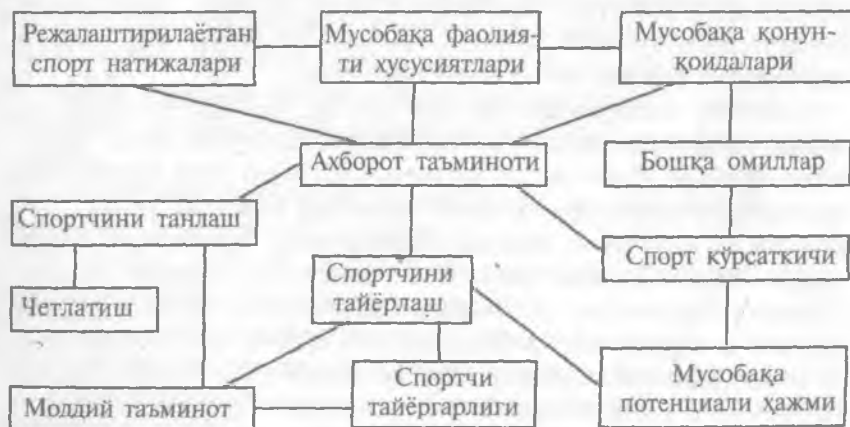 Режалаштирилаётган
спорт натижалари
Мусобақа фаолия-
ти хусусиятлари
Мусобақа қонун-
қоидалари
Ахборот таъминоти
Бошқа омиллар
Спортчини танлаш
Спортчини
тайёрлаш
Спорт кўрсаткичи
Четлатиш
Моддий таъминот
Спортчи
тайёргарлиги
Мусобақа
потенциали ҳажми